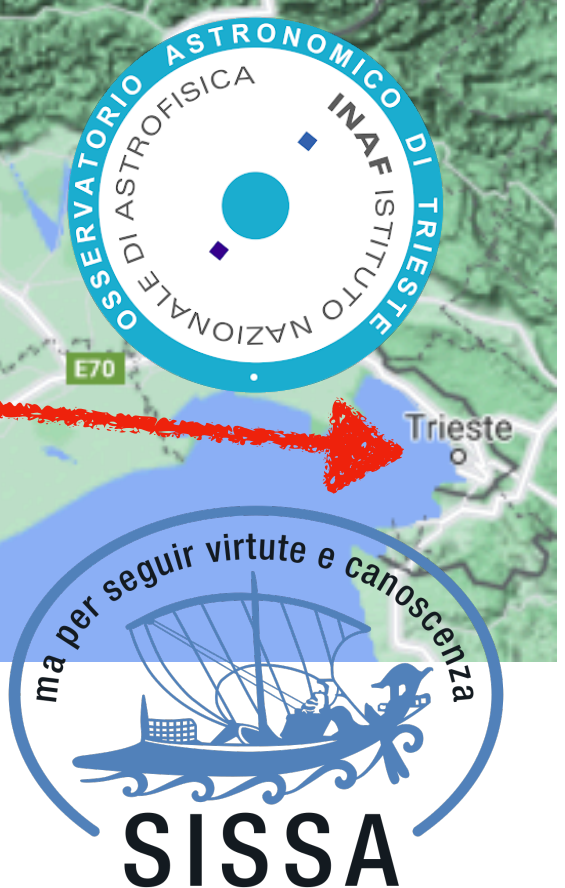 OSSERVATORIO ASTRONOMICO DI TRIESTE
INAF ISTITUTO NAZIONALE DI ASTROFISICA
E70
Trieste
ma per seguir virtute e canoscenza
SISSA